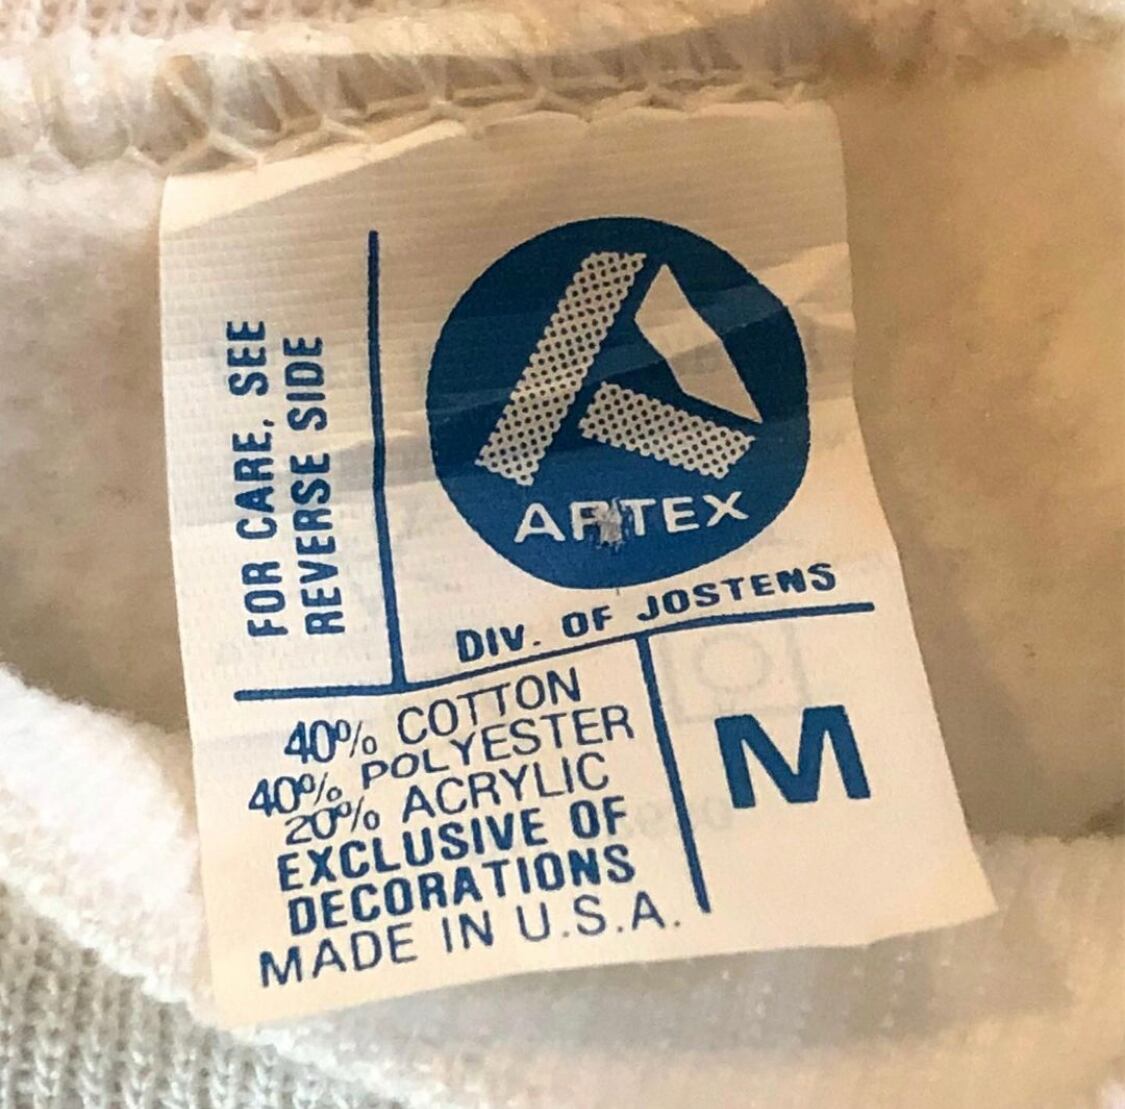 FOR CARE, SEE
REVERSE SIDE
ARTEX
DIV. OF JOSTENS
40% COTTON
40% POLYESTER
20% ACRYLIC
EXCLUSIVE OF
DECORATIONS
MADE IN U.S.A.
M